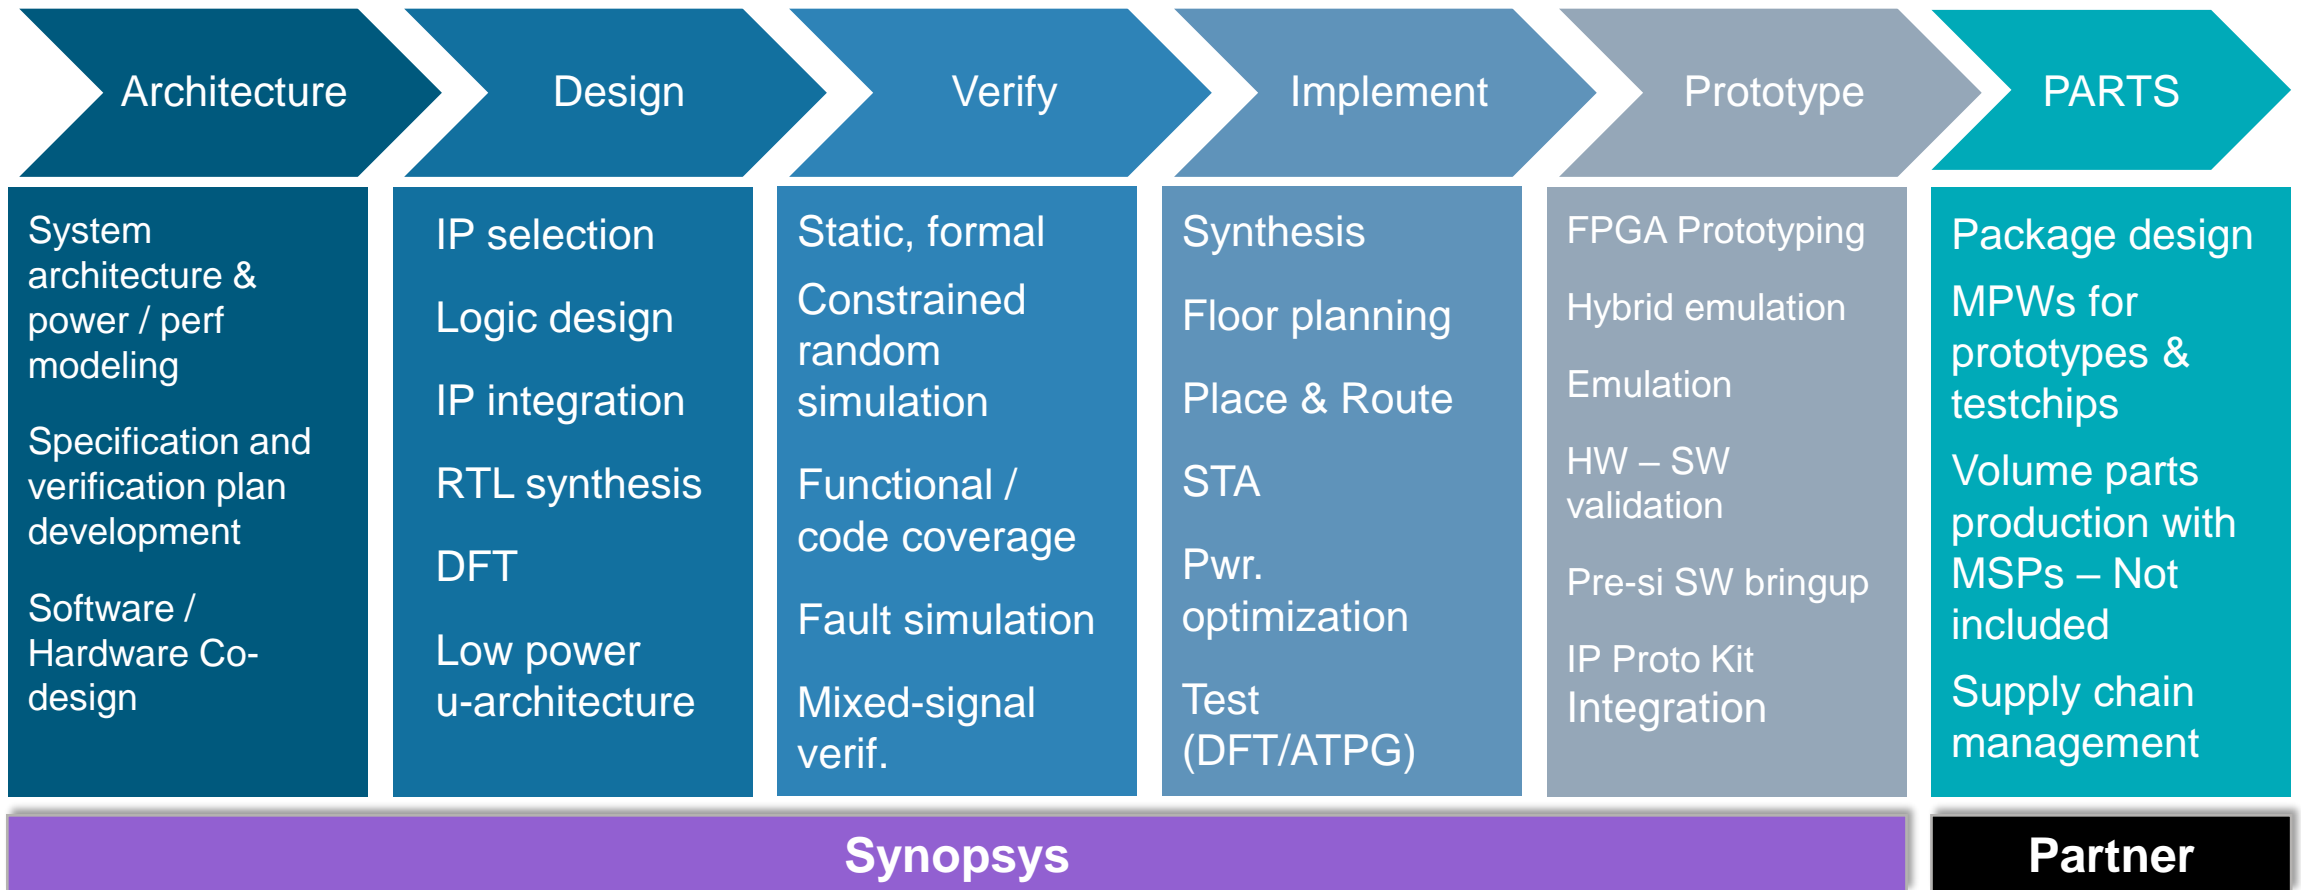 Architecture
Design
Verify
Implement
Prototype
PARTS
System
architecture &
power / perf
modeling
Specification and
verification plan
development
Software /
Hardware Co-
design
IP selection
Logic design
IP integration
RTL synthesis
DFT
Low power
u-architecture
Static, formal
Constrained
random
simulation
Functional /
code coverage
Fault simulation
Mixed-signal
verif.
Synthesis
Floor planning
Place & Route
STA
Pwr.
optimization
Test
(DFT/ATPG)
FPGA Prototyping
Hybrid emulation
Emulation
HW – SW
validation
Pre-si SW bringup
IP Proto Kit
Integration
Package design
MPWs for
prototypes &
testchips
Volume parts
production with
MSPs – Not
included
Supply chain
management
Synopsys
Partner